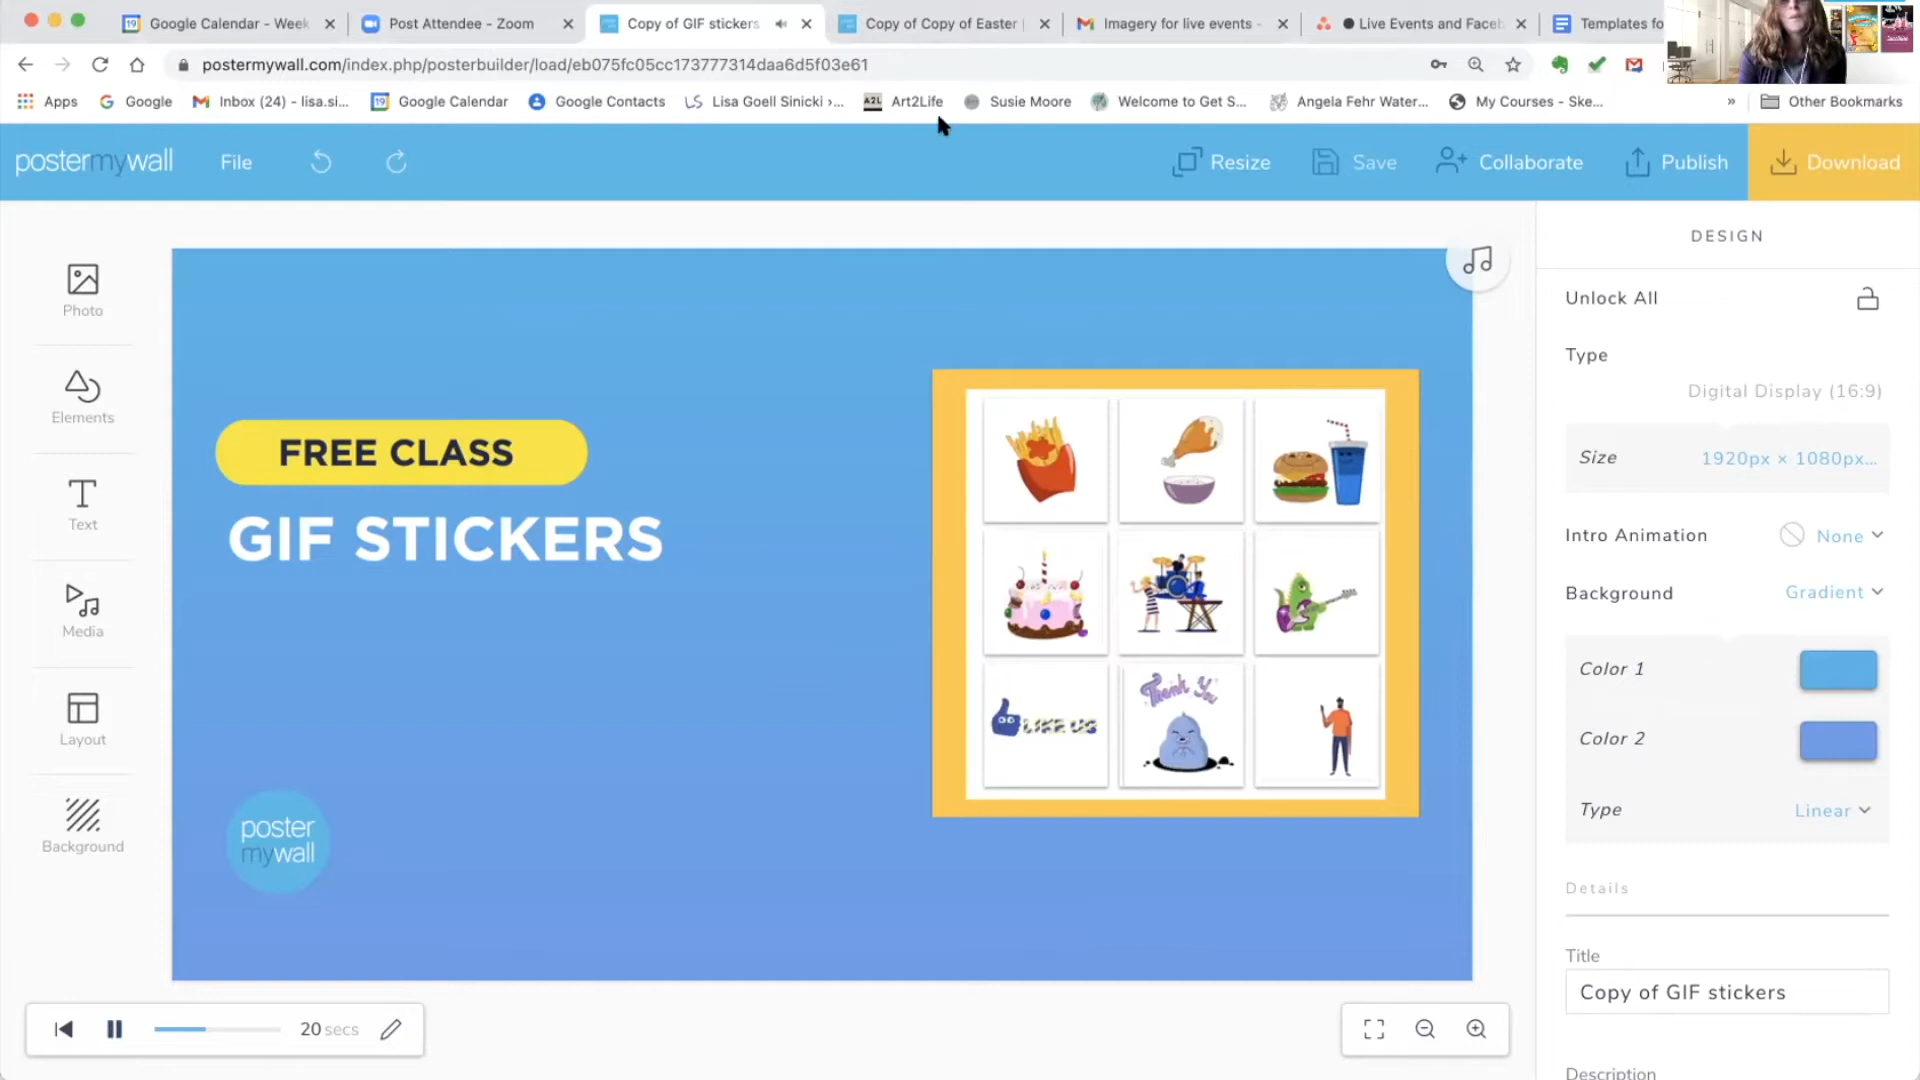 Google Calendar - Week
Post Attendee - Zoom
Copy of GIF stickers
Copy of Copy of Easter
Imagery for live events -
Live Events and Faceb
Templates fo
postermywall.com/index.php/posterbuilder/load/eb075fc05cc173777314daa6d5f03e61
Apps
Google
Inbox (24) - lisa.si...
Google Calendar
Google Contacts
Lisa Goell Sinicki ›...
A2L Art2Life
Susie Moore
Welcome to Get S...
Angela Fehr Water...
My Courses - Ske...
»
Other Bookmarks
postermywall
File
Resize
Save
Collaborate
Publish
Download
Photo
Elements
Text
Media
Layout
Background
FREE CLASS
GIF STICKERS
LIKE US
Thank You
poster
mywall
20 secs
DESIGN
Unlock All
Type
Digital Display (16:9)
Size 1920px × 1080px...
Intro Animation None
Background Gradient
Color 1
Color 2
Type Linear
Details
Title
Copy of GIF stickers
Description